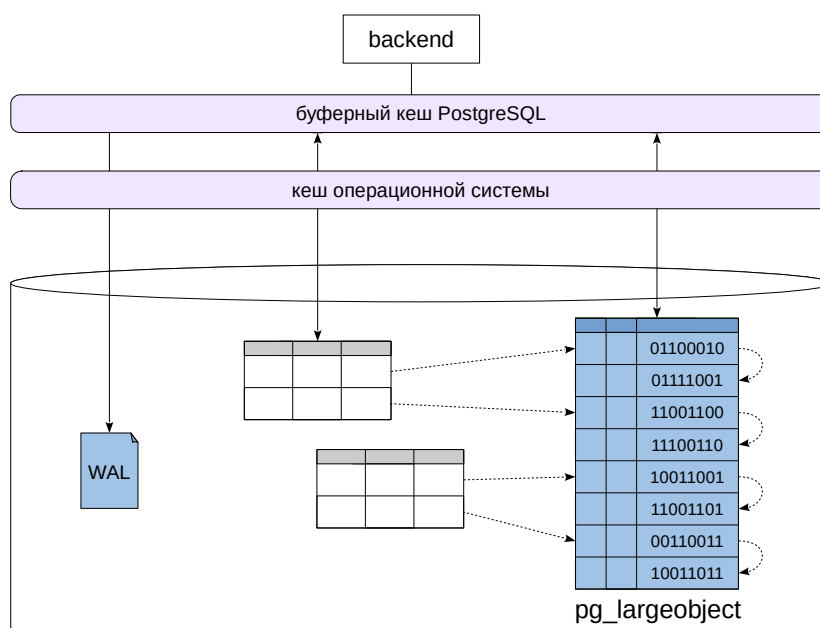 backend
буферный кеш PostgreSQL
кеш операционной системы
01100010
01111001
11001100
11100110
WAL
10011001
11001101
00110011
10011011
pg_largeobject